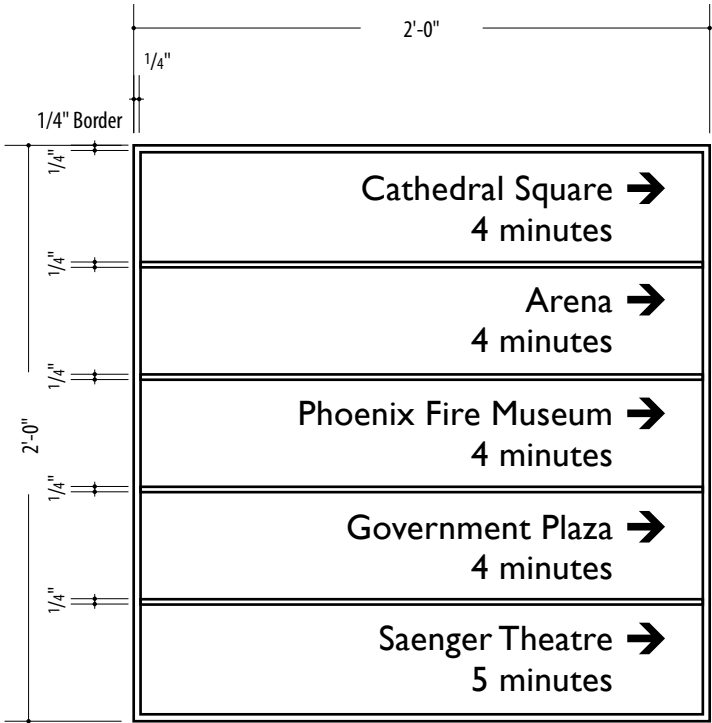 2'-0"
1/4"
1/4" Border
1/4"
Cathedral Square →
4 minutes
1/4"
Arena →
4 minutes
1/4"
2'-0"
Phoenix Fire Museum →
4 minutes
1/4"
Government Plaza →
4 minutes
1/4"
Saenger Theatre →
5 minutes